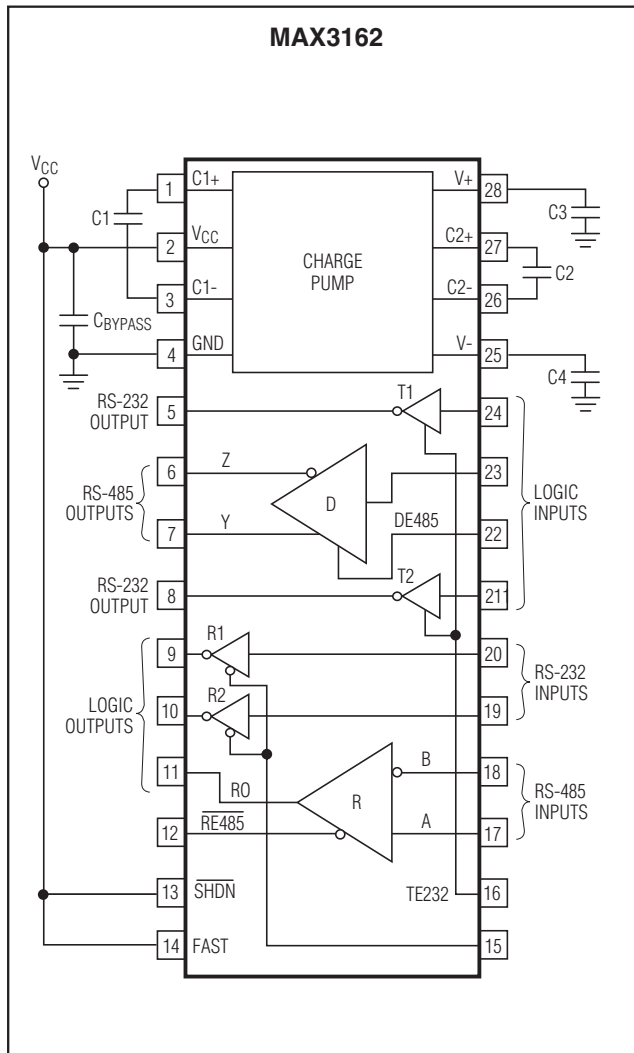 MAX3162
VCC
1
C1+
V+
28
C1
C3
2
VCC
C2+
27
CHARGE
PUMP
C2
3
C1-
C2-
26
CBYPASS
4
GND
V-
25
C4
T1
RS-232
OUTPUT
5
24
6
Z
23
RS-485
OUTPUTS
D
LOGIC
INPUTS
7
Y
DE485
22
T2
RS-232
OUTPUT
8
211
R1
9
20
RS-232
INPUTS
R2
10
19
LOGIC
OUTPUTS
B
18
11
RO
R
RS-485
INPUTS
12
RE485
A
17
13
SHDN
TE232
16
14
FAST
15